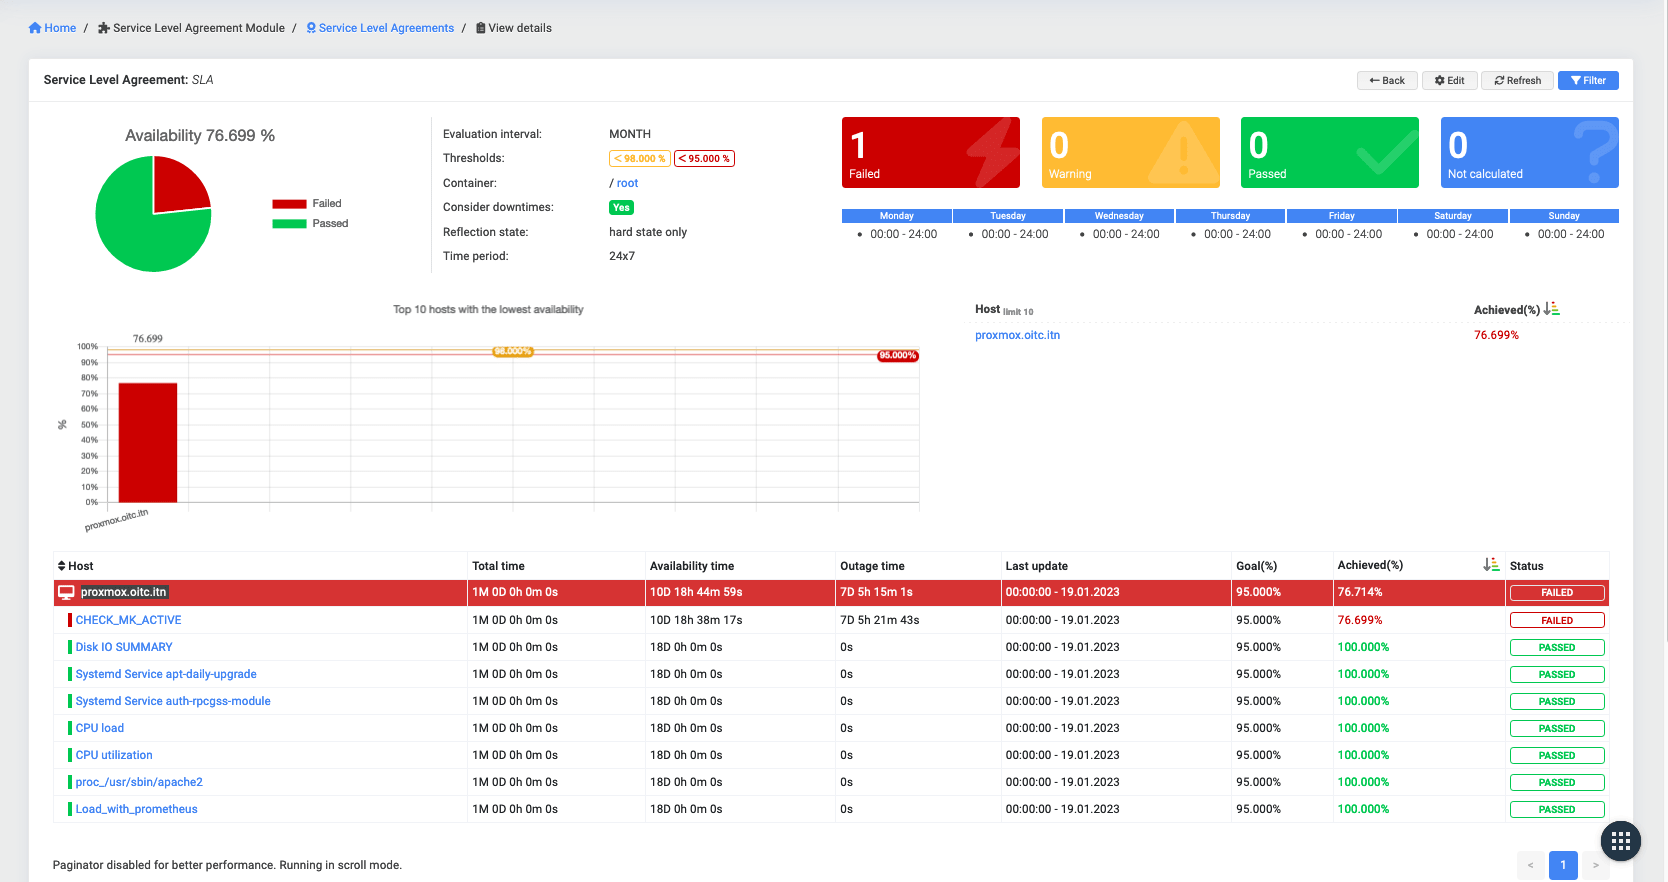 Home / Service Level Agreement Module / Service Level Agreements / View details
Service Level Agreement: SLA
Back Edit Refresh Filter
Availability 76.699 %
Failed
Passed
Evaluation interval: MONTH
Thresholds: < 98.000 % < 95.000 %
Container: / root
Consider downtimes: Yes
Reflection state: hard state only
Time period: 24x7
1 0 0 0
Failed Warning Passed Not calculated
Monday Tuesday Wednesday Thursday Friday Saturday Sunday
• 00:00 - 24:00 • 00:00 - 24:00 • 00:00 - 24:00 • 00:00 - 24:00 • 00:00 - 24:00 • 00:00 - 24:00 • 00:00 - 24:00
Top 10 hosts with the lowest availability
76.699
100%
98.000%
95.000%
90%
80%
70%
60%
50%
40%
30%
20%
10%
0%
%
proxmox.oitc.itn
Host limit 10 Achieved(%)
proxmox.oitc.itn 76.699%
Host Total time Availability time Outage time Last update Goal(%) Achieved(%) Status
proxmox.oitc.itn 1M 0D 0h 0m 0s 10D 18h 44m 59s 7D 5h 15m 1s 00:00:00 - 19.01.2023 95.000% 76.714% FAILED
CHECK_MK_ACTIVE 1M 0D 0h 0m 0s 10D 18h 38m 17s 7D 5h 21m 43s 00:00:00 - 19.01.2023 95.000% 76.699% FAILED
Disk IO SUMMARY 1M 0D 0h 0m 0s 18D 0h 0m 0s 0s 00:00:00 - 19.01.2023 95.000% 100.000% PASSED
Systemd Service apt-daily-upgrade 1M 0D 0h 0m 0s 18D 0h 0m 0s 0s 00:00:00 - 19.01.2023 95.000% 100.000% PASSED
Systemd Service auth-rpcgss-module 1M 0D 0h 0m 0s 18D 0h 0m 0s 0s 00:00:00 - 19.01.2023 95.000% 100.000% PASSED
CPU load 1M 0D 0h 0m 0s 18D 0h 0m 0s 0s 00:00:00 - 19.01.2023 95.000% 100.000% PASSED
CPU utilization 1M 0D 0h 0m 0s 18D 0h 0m 0s 0s 00:00:00 - 19.01.2023 95.000% 100.000% PASSED
proc_/usr/sbin/apache2 1M 0D 0h 0m 0s 18D 0h 0m 0s 0s 00:00:00 - 19.01.2023 95.000% 100.000% PASSED
Load_with_prometheus 1M 0D 0h 0m 0s 18D 0h 0m 0s 0s 00:00:00 - 19.01.2023 95.000% 100.000% PASSED
Paginator disabled for better performance. Running in scroll mode.
< 1 >